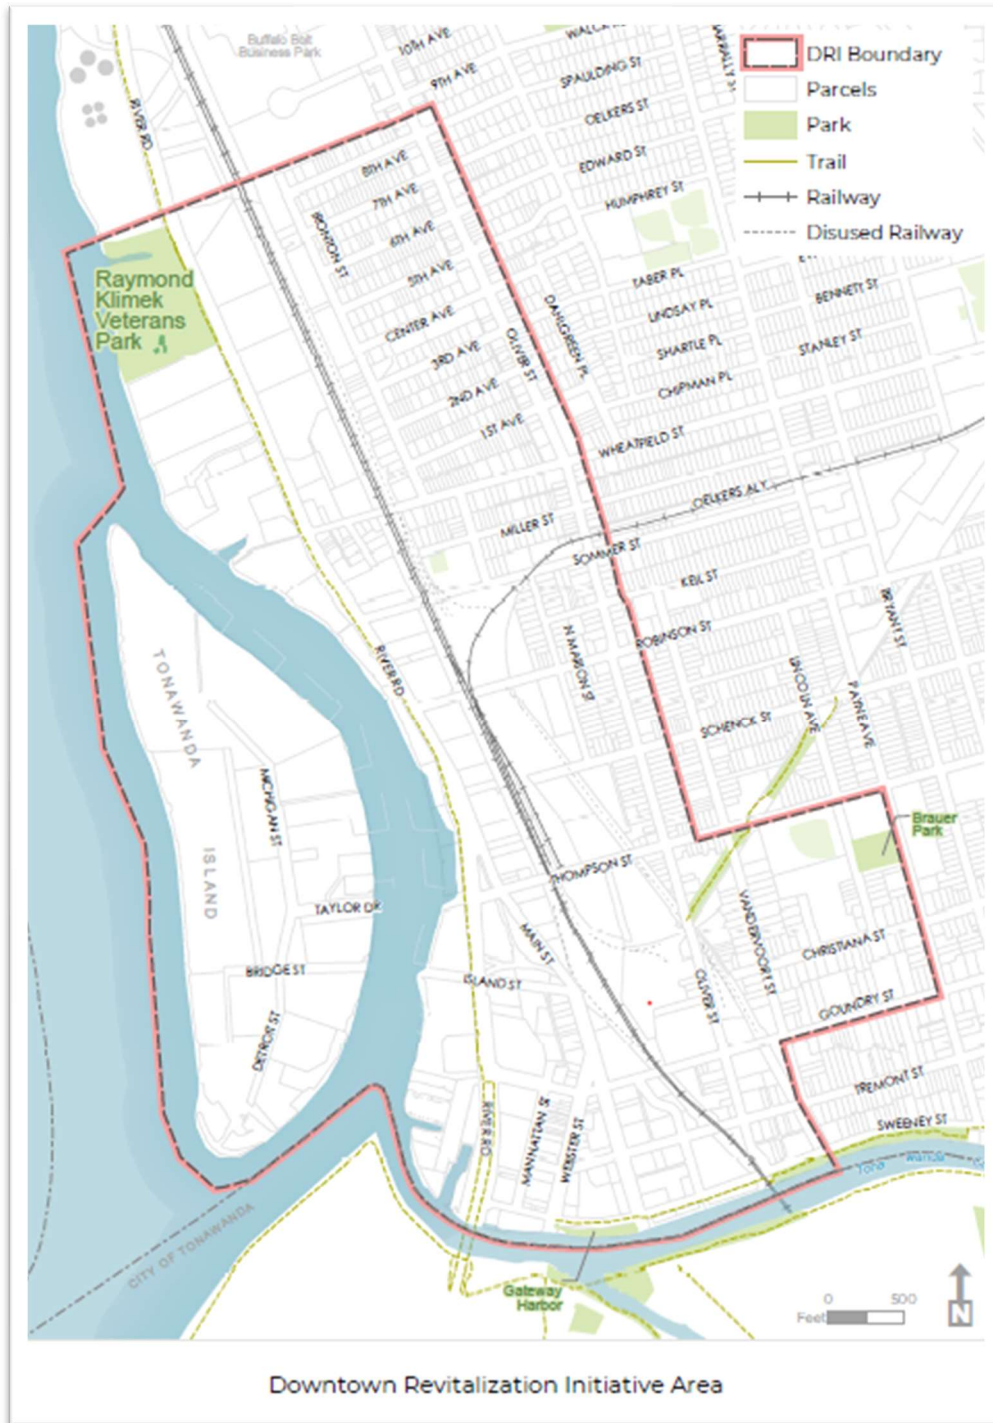 Buffalo Bolt
Business Park
10TH AVE
9TH AVE
SPAULDING ST
OELKERS ST
EDWARD ST
HUMPHREY ST
RIVER RD
8TH AVE
7TH AVE
6TH AVE
5TH AVE
CENTER AVE
3RD AVE
2ND AVE
1ST AVE
BRONSON ST
OLIVER ST
DAHLGREEN PL
TABER PL
LINDSAY PL
SHARTLE PL
CHIPMAN PL
BENNETT ST
STANLEY ST
DRI Boundary
Parcels
Park
Trail
Railway
Disused Railway
Raymond
Klimek
Veterans
Park
WHEATFIELD ST
OELKERS ALY
MILLER ST
SOMMER ST
KEIL ST
ROBINSON ST
BRYANT ST
N MARION ST
RIVER RD
LINCOLN AVE
PAYNE AVE
SCHENCK ST
TONAWANDA
ISLAND
MICHIGAN ST
TAYLOR DR
BRIDGE ST
DETROIT ST
THOMPSON ST
Brauer
Park
MAIN ST
ISLAND ST
VANDERVOORT ST
CHRISTIANA ST
OLIVER ST
GOUNDRY ST
TREMONT ST
SWEENEY ST
RIVER RD
MANHATTAN St
WEBSTER ST
CITY OF TONAWANDA
Gateway
Harbor
0 500
Feet
N
Downtown Revitalization Initiative Area